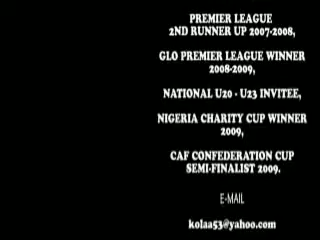 PREMIER LEAGUE
2ND RUNNER UP 2007-2008,
GLO PREMIER LEAGUE WINNER
2008-2009,
NATIONAL U20 - U23 INVITEE,
NIGERIA CHARITY CUP WINNER
2009,
CAF CONFEDERATION CUP
SEMI-FINALIST 2009.
E-MAIL
kolaa53@yahoo.com